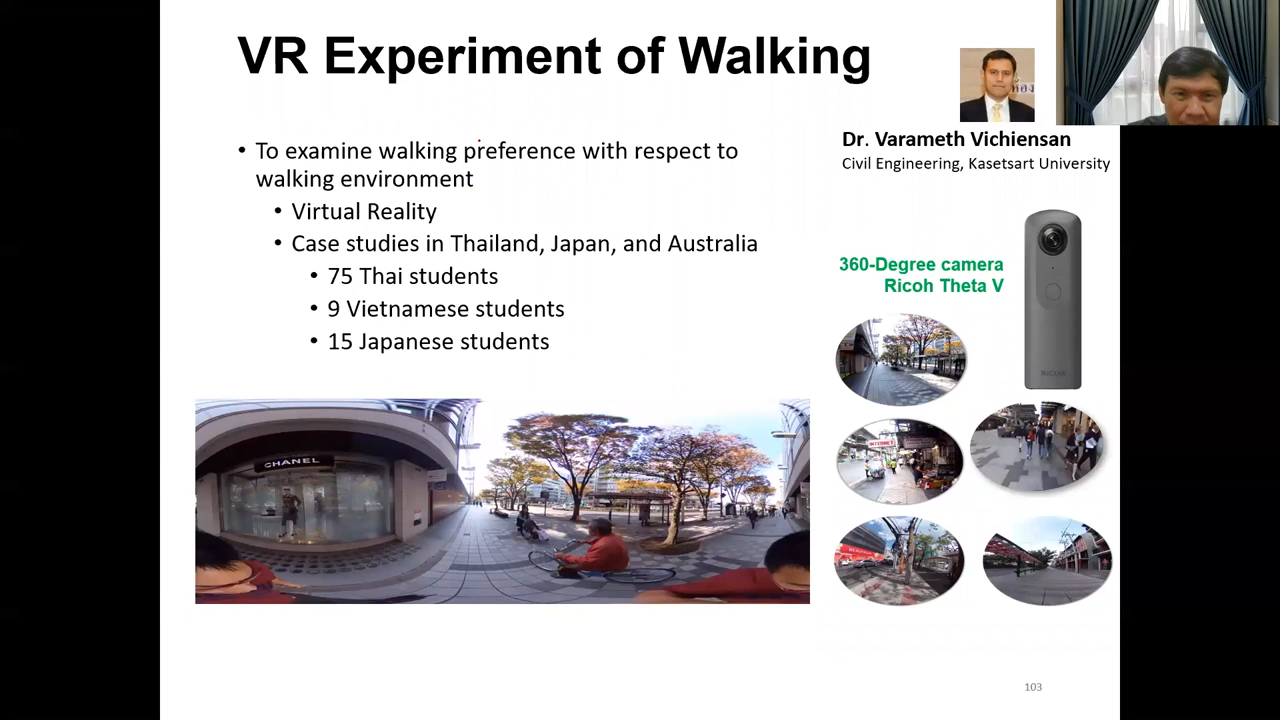 VR Experiment of Walking
• To examine walking preference with respect to
walking environment
• Virtual Reality
• Case studies in Thailand, Japan, and Australia
• 75 Thai students
• 9 Vietnamese students
• 15 Japanese students
Dr. Varameth Vichiensan
Civil Engineering, Kasetsart University
360-Degree camera
Ricoh Theta V
RICOH
CHANEL
INTERNET
103